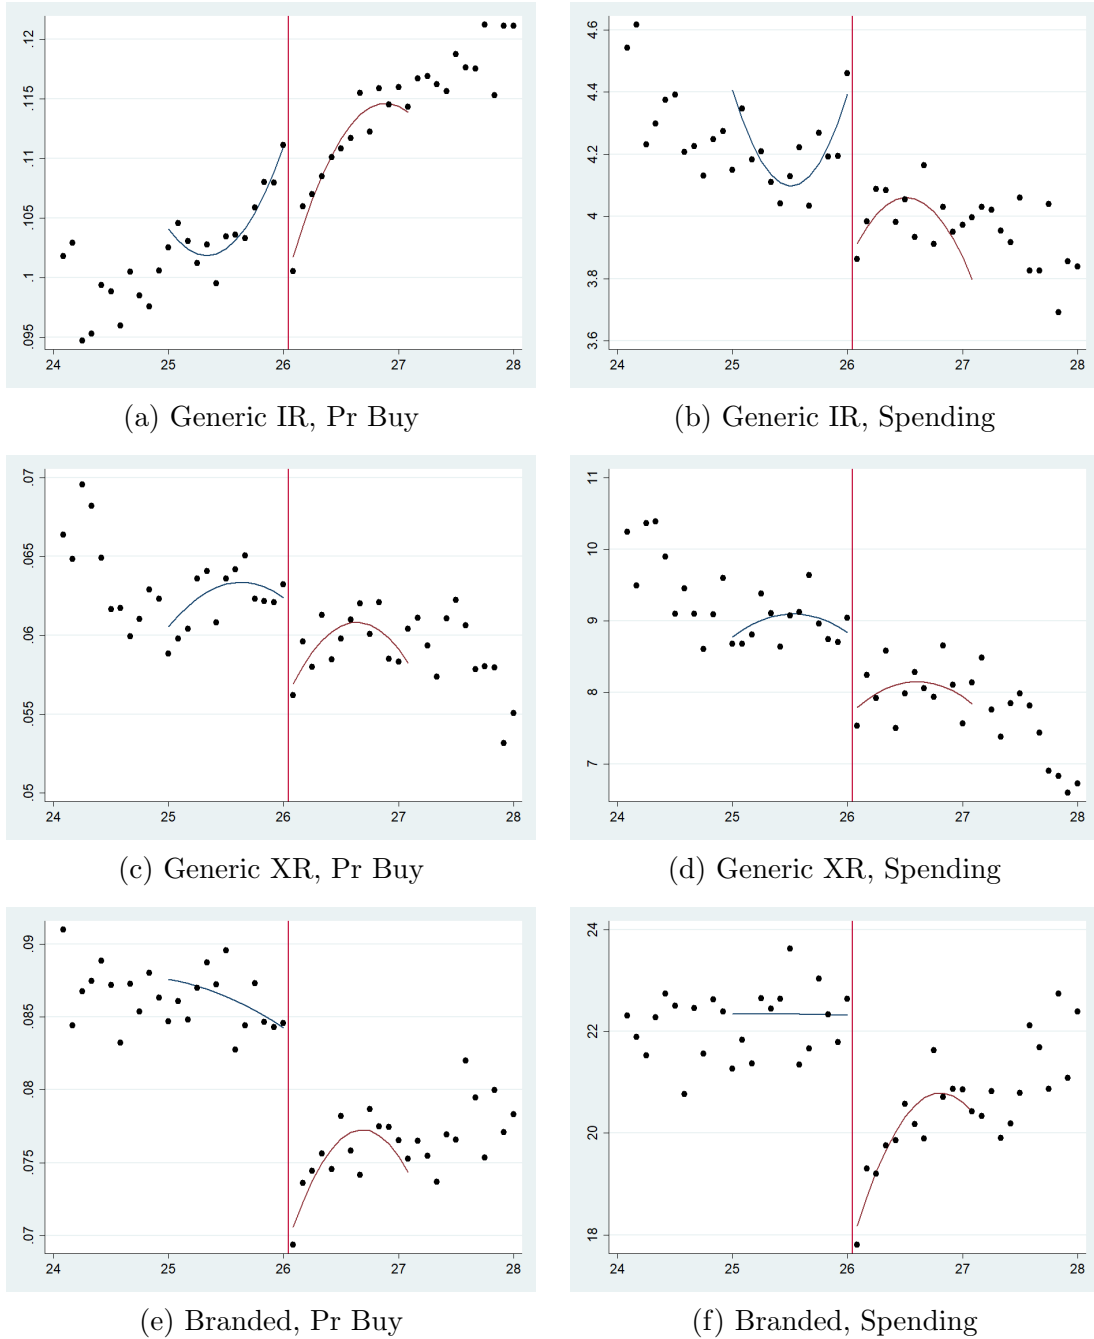 .12
.115
.11
.105
.1
.095
24 25 26 27 28
(a) Generic IR, Pr Buy
4.6
4.4
4.2
4
3.8
3.6
24 25 26 27 28
(b) Generic IR, Spending
.07
.065
.06
.055
.05
24 25 26 27 28
(c) Generic XR, Pr Buy
11
10
9
8
7
24 25 26 27 28
(d) Generic XR, Spending
.09
.085
.08
.075
.07
24 25 26 27 28
(e) Branded, Pr Buy
24
22
20
18
24 25 26 27 28
(f) Branded, Spending